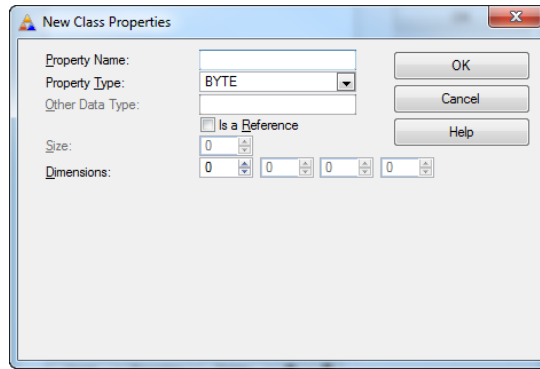 New Class Properties
Property Name:
OK
Property Type:
BYTE
Cancel
Other Data Type:
Is a Reference
Help
Size:
0
Dimensions:
0 0 0 0